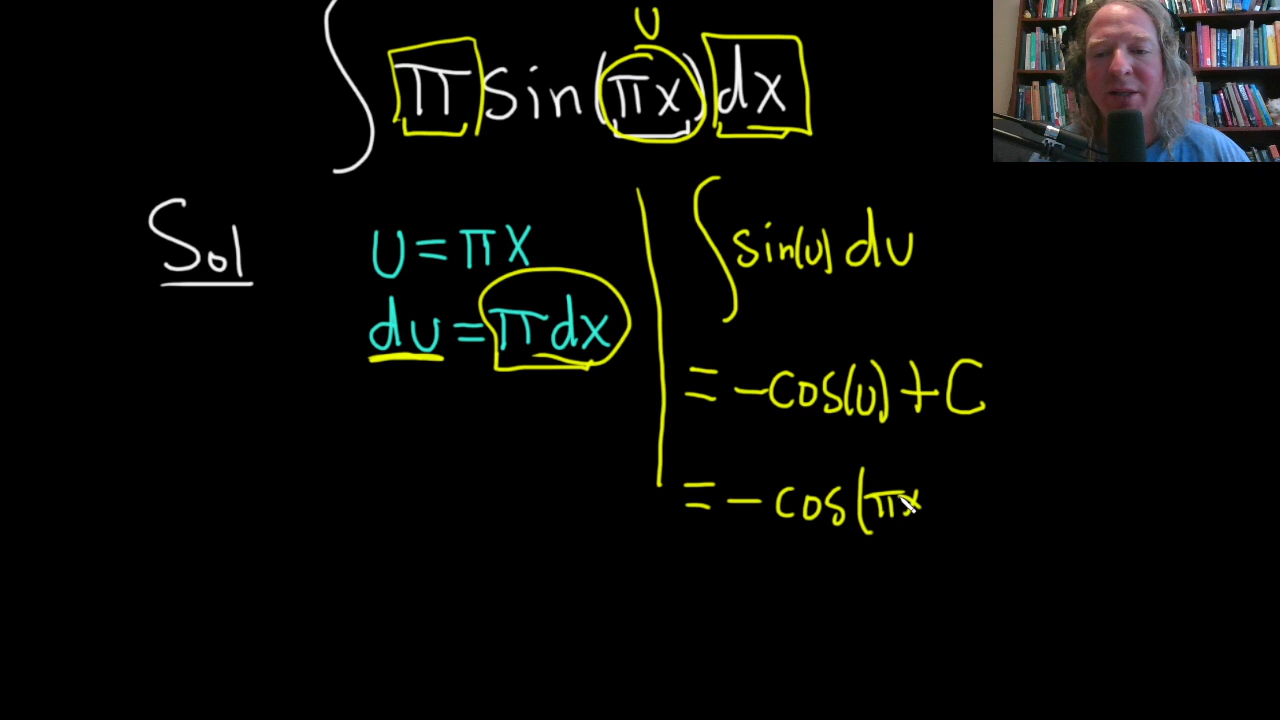 U
∫ π sin(πx) dx
Sol
U = πx
du = π dx
∫ sin(u) du
= -cos(u) + C
= -cos(πx